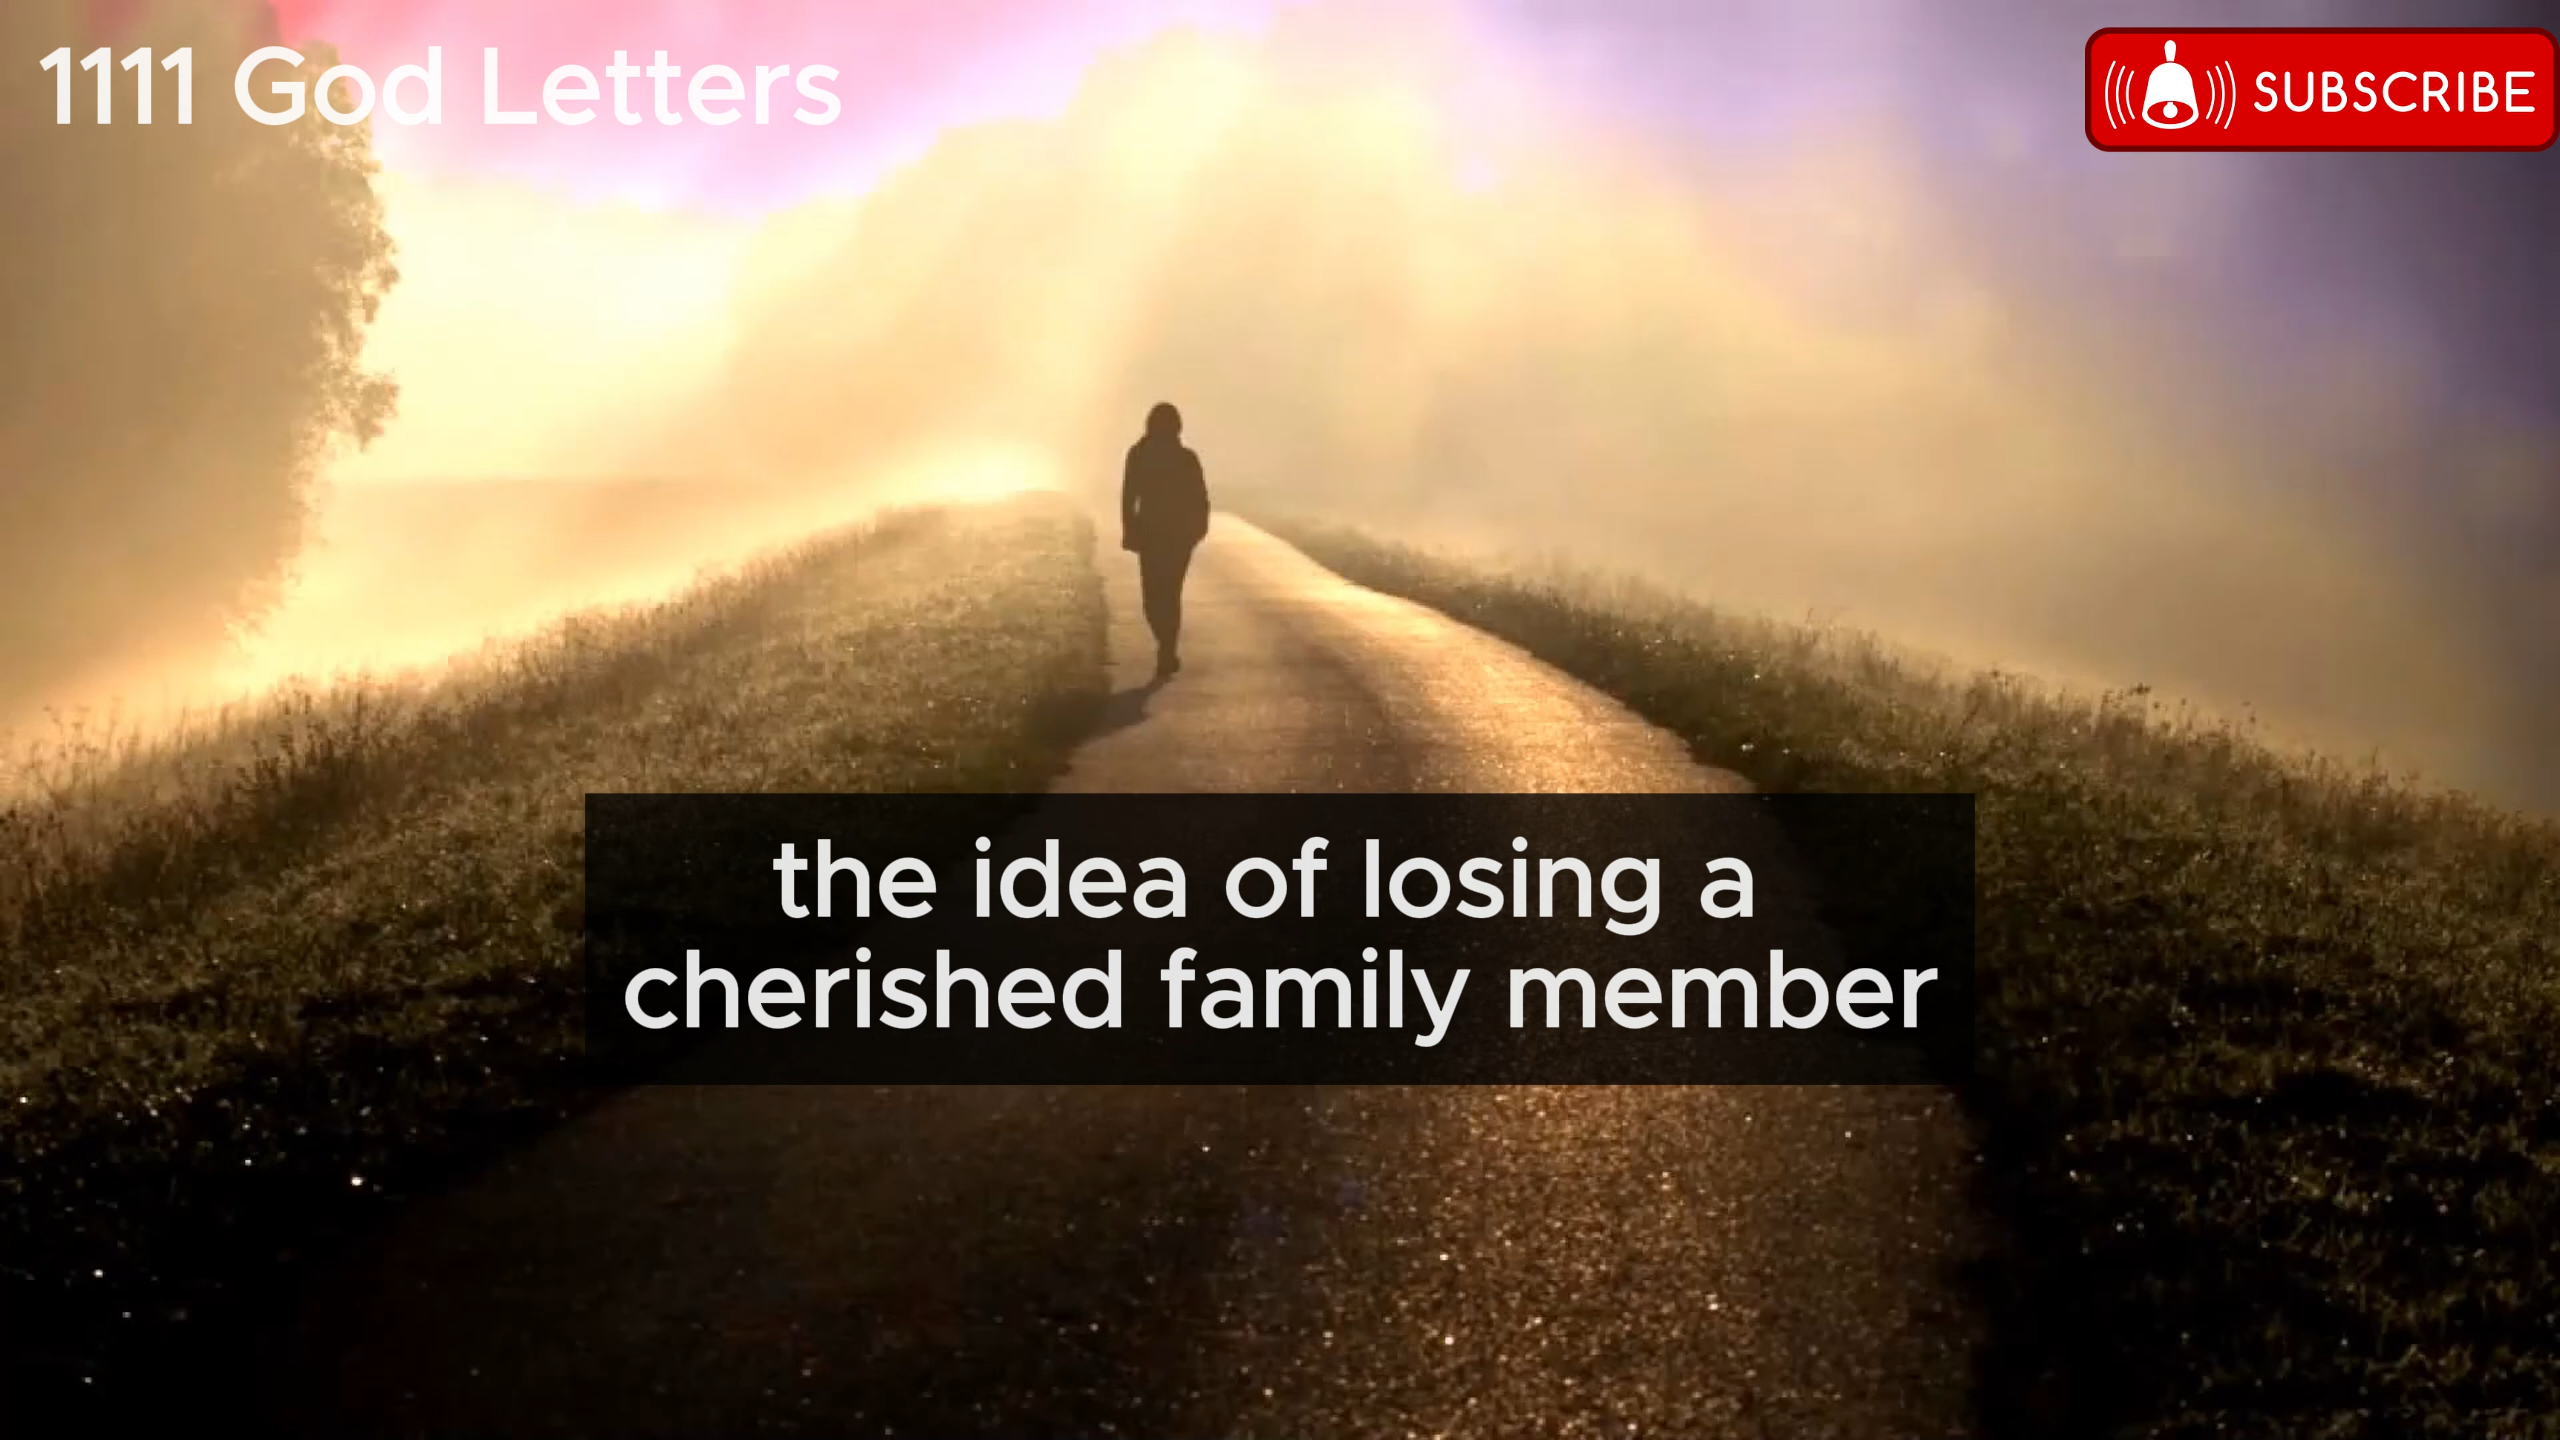 1111 God Letters
SUBSCRIBE
the idea of losing a
cherished family member